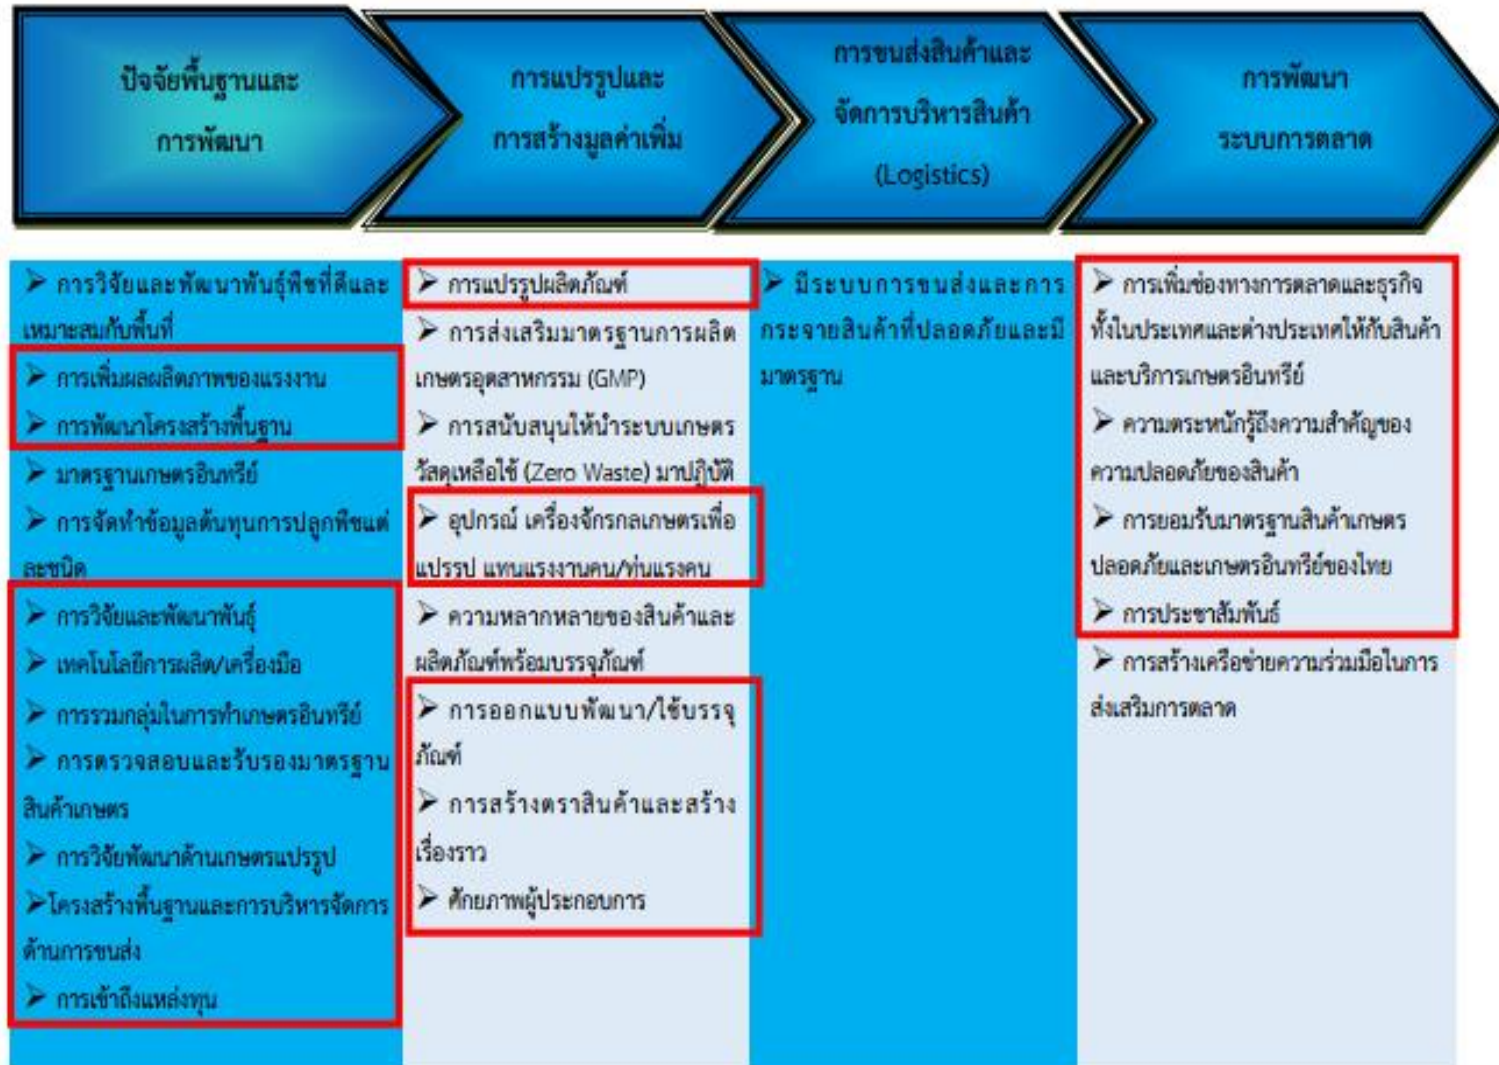 ปัจจัยพื้นฐานและ
การพัฒนา
การแปรรูปและ
การสร้างมูลค่าเพิ่ม
การขนส่งสินค้าและ
จัดการบริหารสินค้า
(Logistics)
การพัฒนา
ระบบการตลาด
➢ การวิจัยและพัฒนาพันธุ์พืชที่ดีและ
เหมาะสมกับพื้นที่
➢ การเพิ่มผลผลิตภาพของแรงงาน
➢ การพัฒนาโครงสร้างพื้นฐาน
➢ มาตรฐานเกษตรอินทรีย์
➢ การจัดทำข้อมูลต้นทุนการปลูกพืชแต่
ละชนิด
➢ การวิจัยและพัฒนาพันธุ์
➢ เทคโนโลยีการผลิต/เครื่องมือ
➢ การรวมกลุ่มในการทำเกษตรอินทรีย์
➢ การตรวจสอบและรับรองมาตรฐาน
สินค้าเกษตร
➢ การวิจัยพัฒนาด้านเกษตรแปรรูป
➢โครงสร้างพื้นฐานและการบริหารจัดการ
ด้านการขนส่ง
➢ การเข้าถึงแหล่งทุน
➢ การแปรรูปผลิตภัณฑ์
➢ การส่งเสริมมาตรฐานการผลิต
เกษตรอุตสาหกรรม (GMP)
➢ การสนับสนุนให้นำระบบเกษตร
วัสดุเหลือใช้ (Zero Waste) มาปฏิบัติ
➢ อุปกรณ์ เครื่องจักรกลเกษตรเพื่อ
แปรรูป แทนแรงงานคน/ทุ่นแรงคน
➢ ความหลากหลายของสินค้าและ
ผลิตภัณฑ์พร้อมบรรจุภัณฑ์
➢ การออกแบบพัฒนา/ใช้บรรจุ
ภัณฑ์
➢ การสร้างตราสินค้าและสร้าง
เรื่องราว
➢ ศักยภาพผู้ประกอบการ
➢ มีระบบการขนส่งและการ
กระจายสินค้าที่ปลอดภัยและมี
มาตรฐาน
➢ การเพิ่มช่องทางการตลาดและธุรกิจ
ทั้งในประเทศและต่างประเทศให้กับสินค้า
และบริการเกษตรอินทรีย์
➢ ความตระหนักรู้ถึงความสำคัญของ
ความปลอดภัยของสินค้า
➢ การยอมรับมาตรฐานสินค้าเกษตร
ปลอดภัยและเกษตรอินทรีย์ของไทย
➢ การประชาสัมพันธ์
➢ การสร้างเครือข่ายความร่วมมือในการ
ส่งเสริมการตลาด